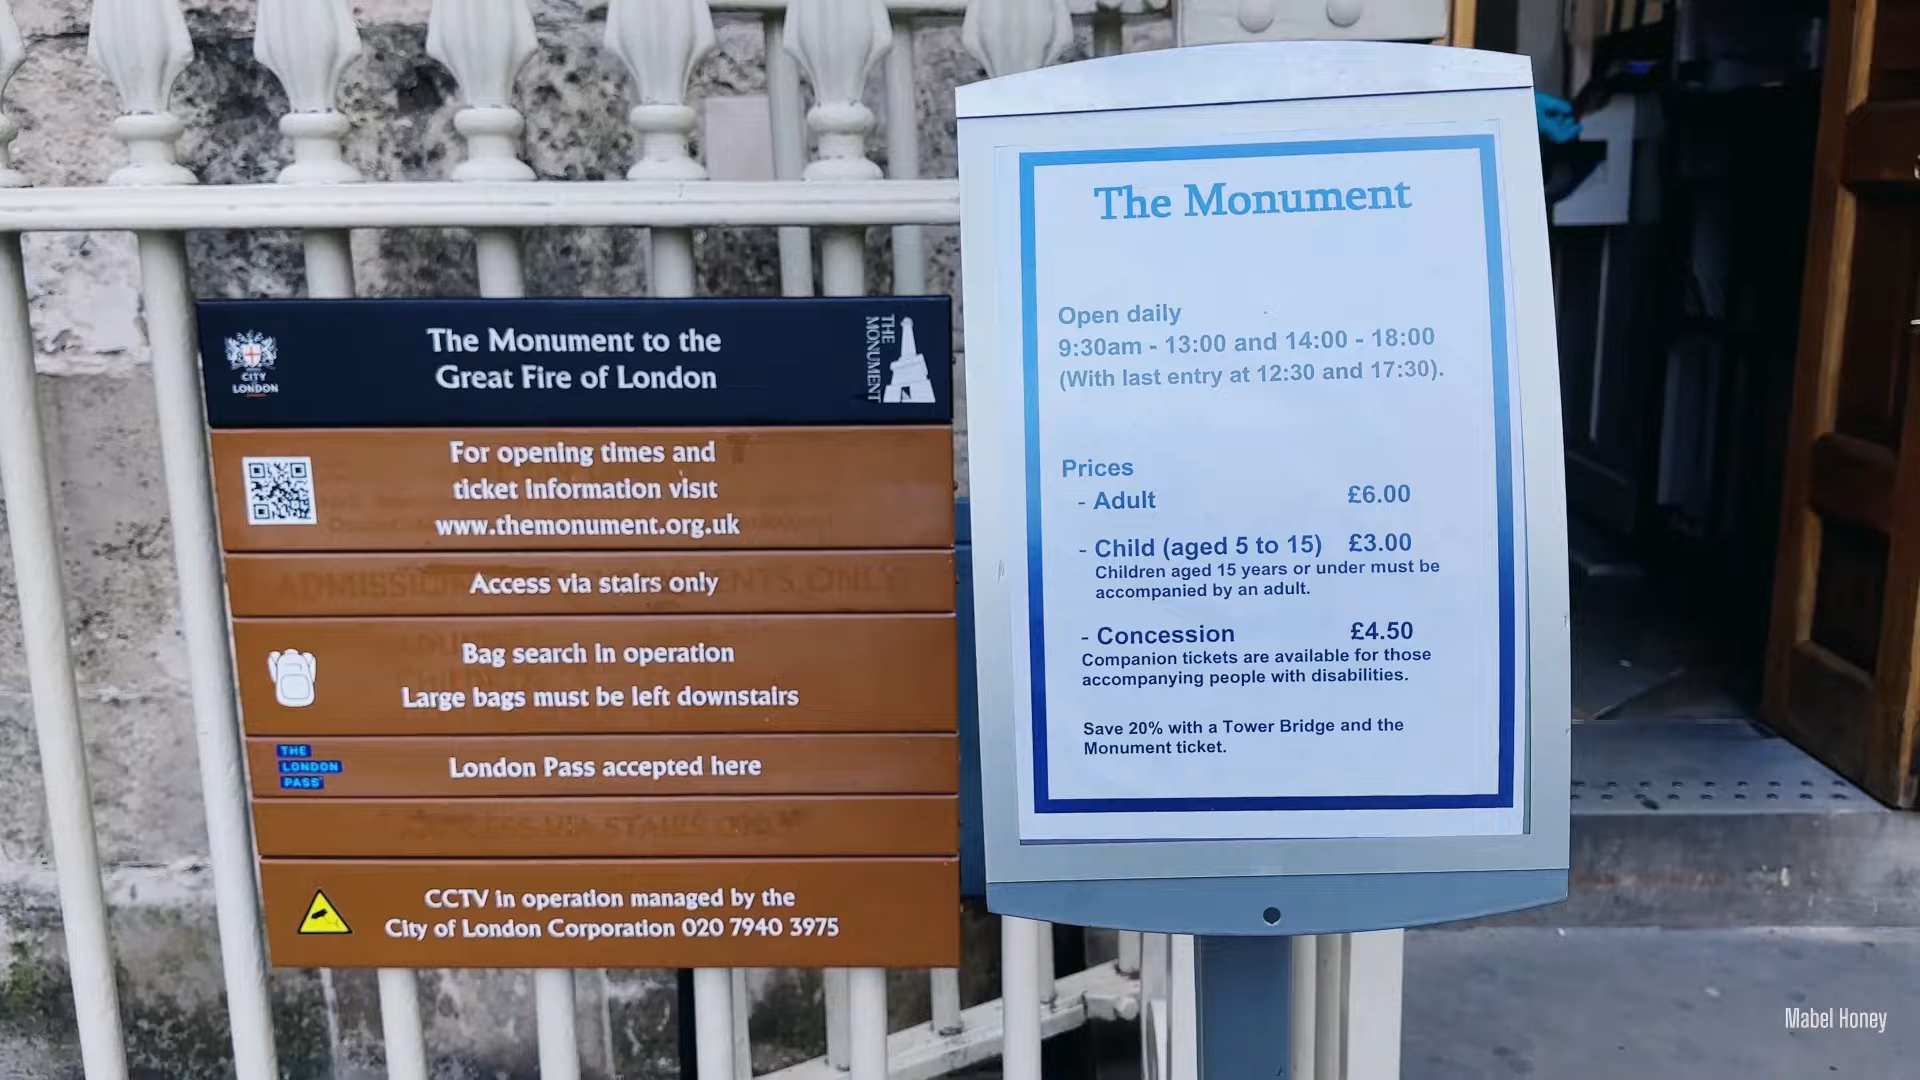 The Monument to the
Great Fire of London
CITY
LONDON
THE
MONUMENT
For opening times and
ticket information visit
www.themonument.org.uk
Access via stairs only
Bag search in operation
Large bags must be left downstairs
THE
LONDON
PASS
London Pass accepted here
ACCESS VIA STAIRS ONLY
CCTV in operation managed by the
City of London Corporation 020 7940 3975
The Monument
Open daily
9:30am - 13:00 and 14:00 - 18:00
(With last entry at 12:30 and 17:30).
Prices
- Adult £6.00
- Child (aged 5 to 15) £3.00
Children aged 15 years or under must be
accompanied by an adult.
- Concession £4.50
Companion tickets are available for those
accompanying people with disabilities.
Save 20% with a Tower Bridge and the
Monument ticket.
Mabel Honey